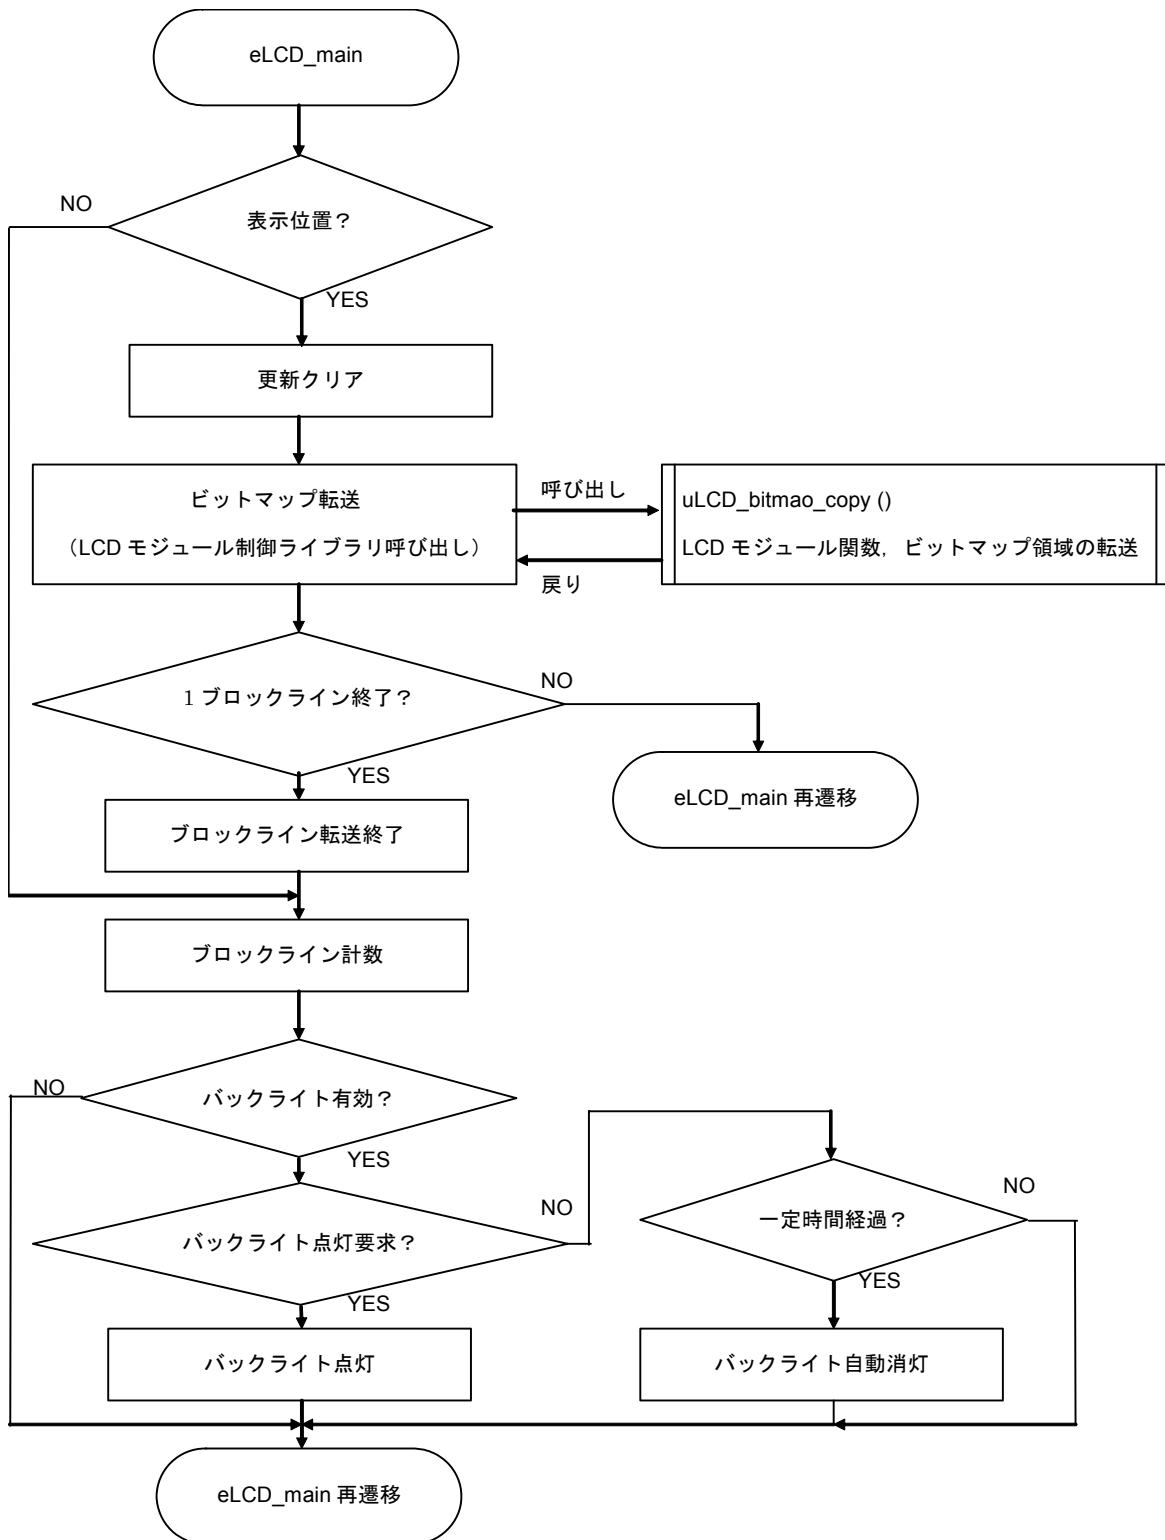 eLCD_main
表示位置？
NO
YES
更新クリア
ビットマップ転送
（LCD モジュール制御ライブラリ呼び出し）
呼び出し
戻り
uLCD_bitmao_copy ()
LCD モジュール関数，ビットマップ領域の転送
1 ブロックライン終了？
NO
YES
eLCD_main 再遷移
ブロックライン転送終了
ブロックライン計数
バックライト有効？
NO
YES
バックライト点灯要求？
NO
YES
一定時間経過？
NO
YES
バックライト点灯
バックライト自動消灯
eLCD_main 再遷移